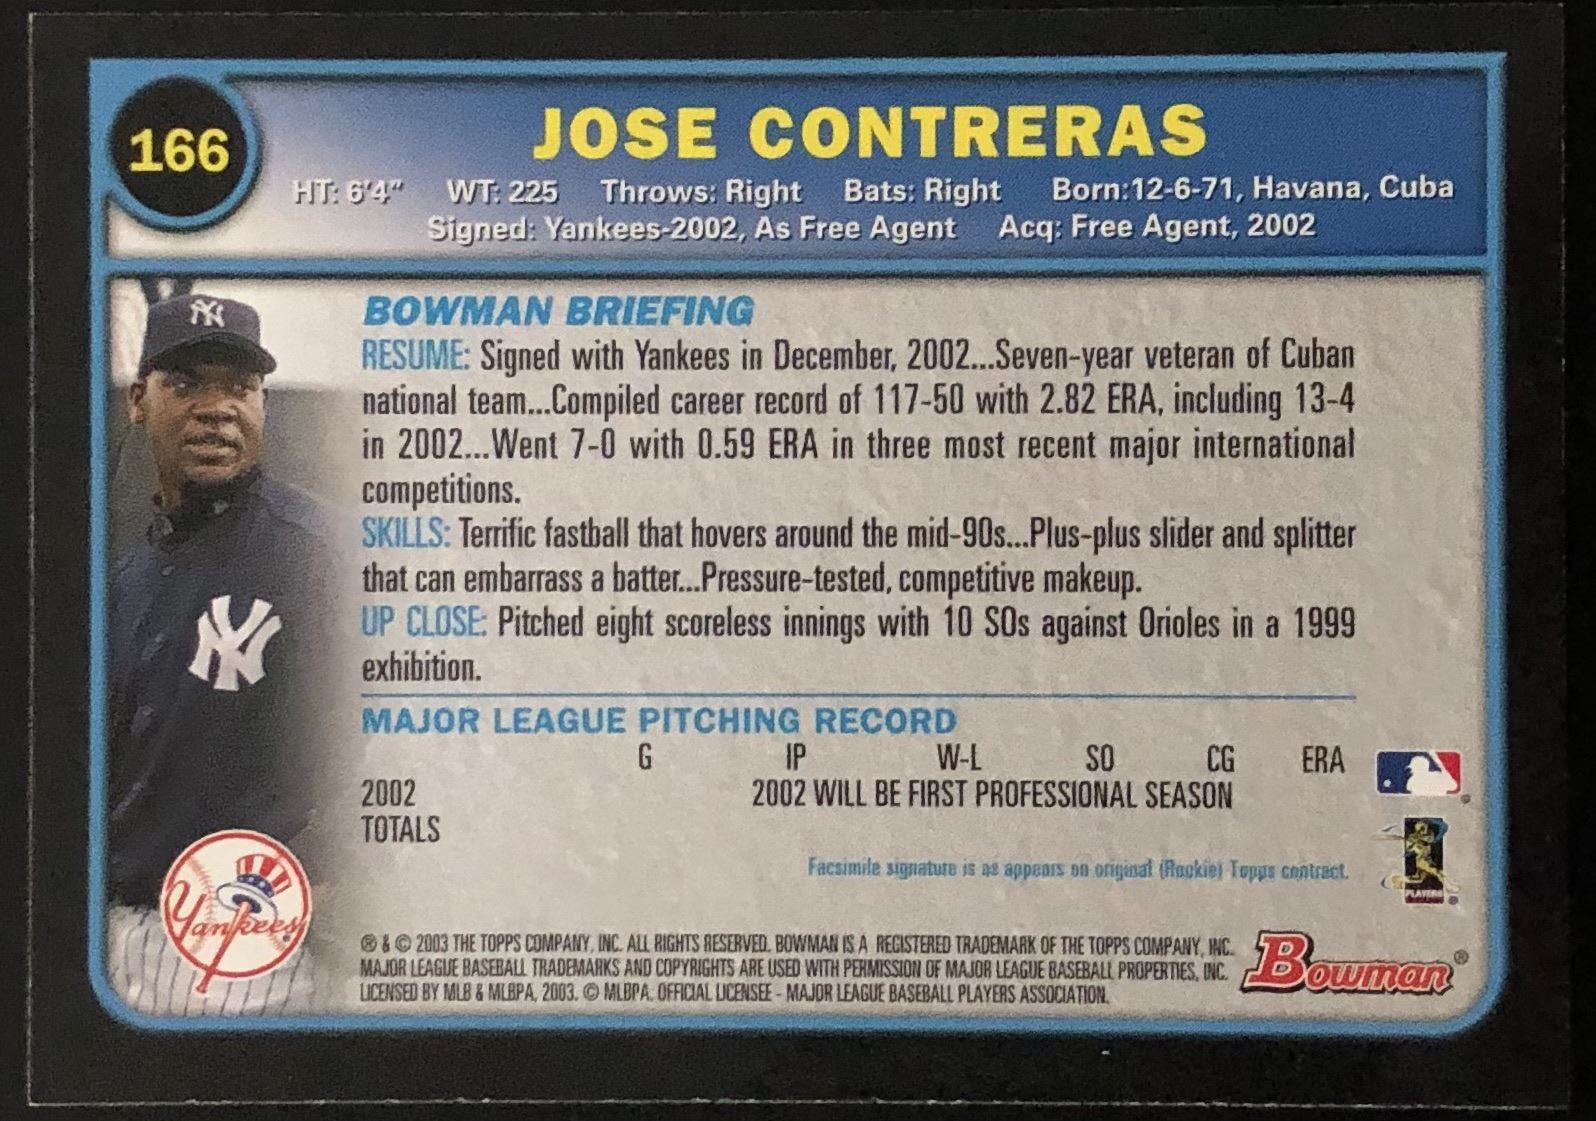 166
JOSE CONTRERAS
HT: 6'4" WT: 225 Throws: Right Bats: Right Born:12-6-71, Havana, Cuba
Signed: Yankees-2002, As Free Agent Acq: Free Agent, 2002
BOWMAN BRIEFING
RESUME: Signed with Yankees in December, 2002...Seven-year veteran of Cuban
national team...Compiled career record of 117-50 with 2.82 ERA, including 13-4
in 2002...Went 7-0 with 0.59 ERA in three most recent major international
competitions.
SKILLS: Terrific fastball that hovers around the mid-90s...Plus-plus slider and splitter
that can embarrass a batter...Pressure-tested, competitive makeup.
UP CLOSE: Pitched eight scoreless innings with 10 SOs against Orioles in a 1999
exhibition.
MAJOR LEAGUE PITCHING RECORD
G IP W-L SO CG ERA
2002 2002 WILL BE FIRST PROFESSIONAL SEASON
TOTALS
Facsimile signature is as appears on original (Rookie) Topps contract.
® & © 2003 THE TOPPS COMPANY, INC. ALL RIGHTS RESERVED. BOWMAN IS A REGISTERED TRADEMARK OF THE TOPPS COMPANY, INC.
MAJOR LEAGUE BASEBALL TRADEMARKS AND COPYRIGHTS ARE USED WITH PERMISSION OF MAJOR LEAGUE BASEBALL PROPERTIES, INC.
LICENSED BY MLB & MLBPA, 2003. © MLBPA. OFFICIAL LICENSEE - MAJOR LEAGUE BASEBALL PLAYERS ASSOCIATION.
Bowman®
Yankees
NY
NY
PLAYERS